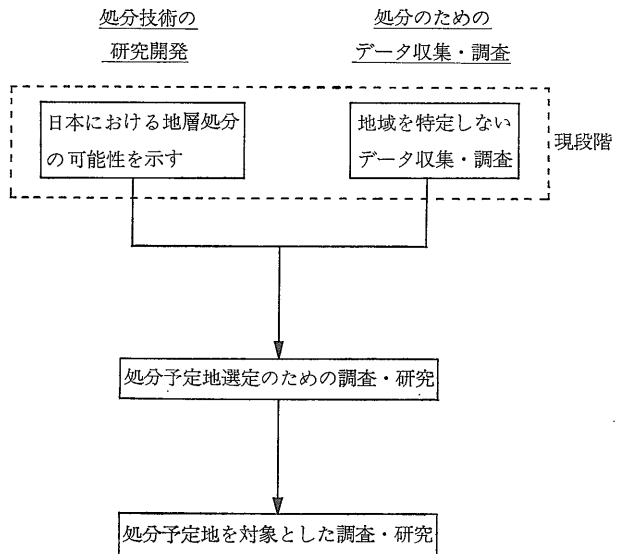 処分技術の
研究開発
処分のための
データ収集・調査
日本における地層処分
の可能性を示す
地域を特定しない
データ収集・調査
現段階
処分予定地選定のための調査・研究
処分予定地を対象とした調査・研究